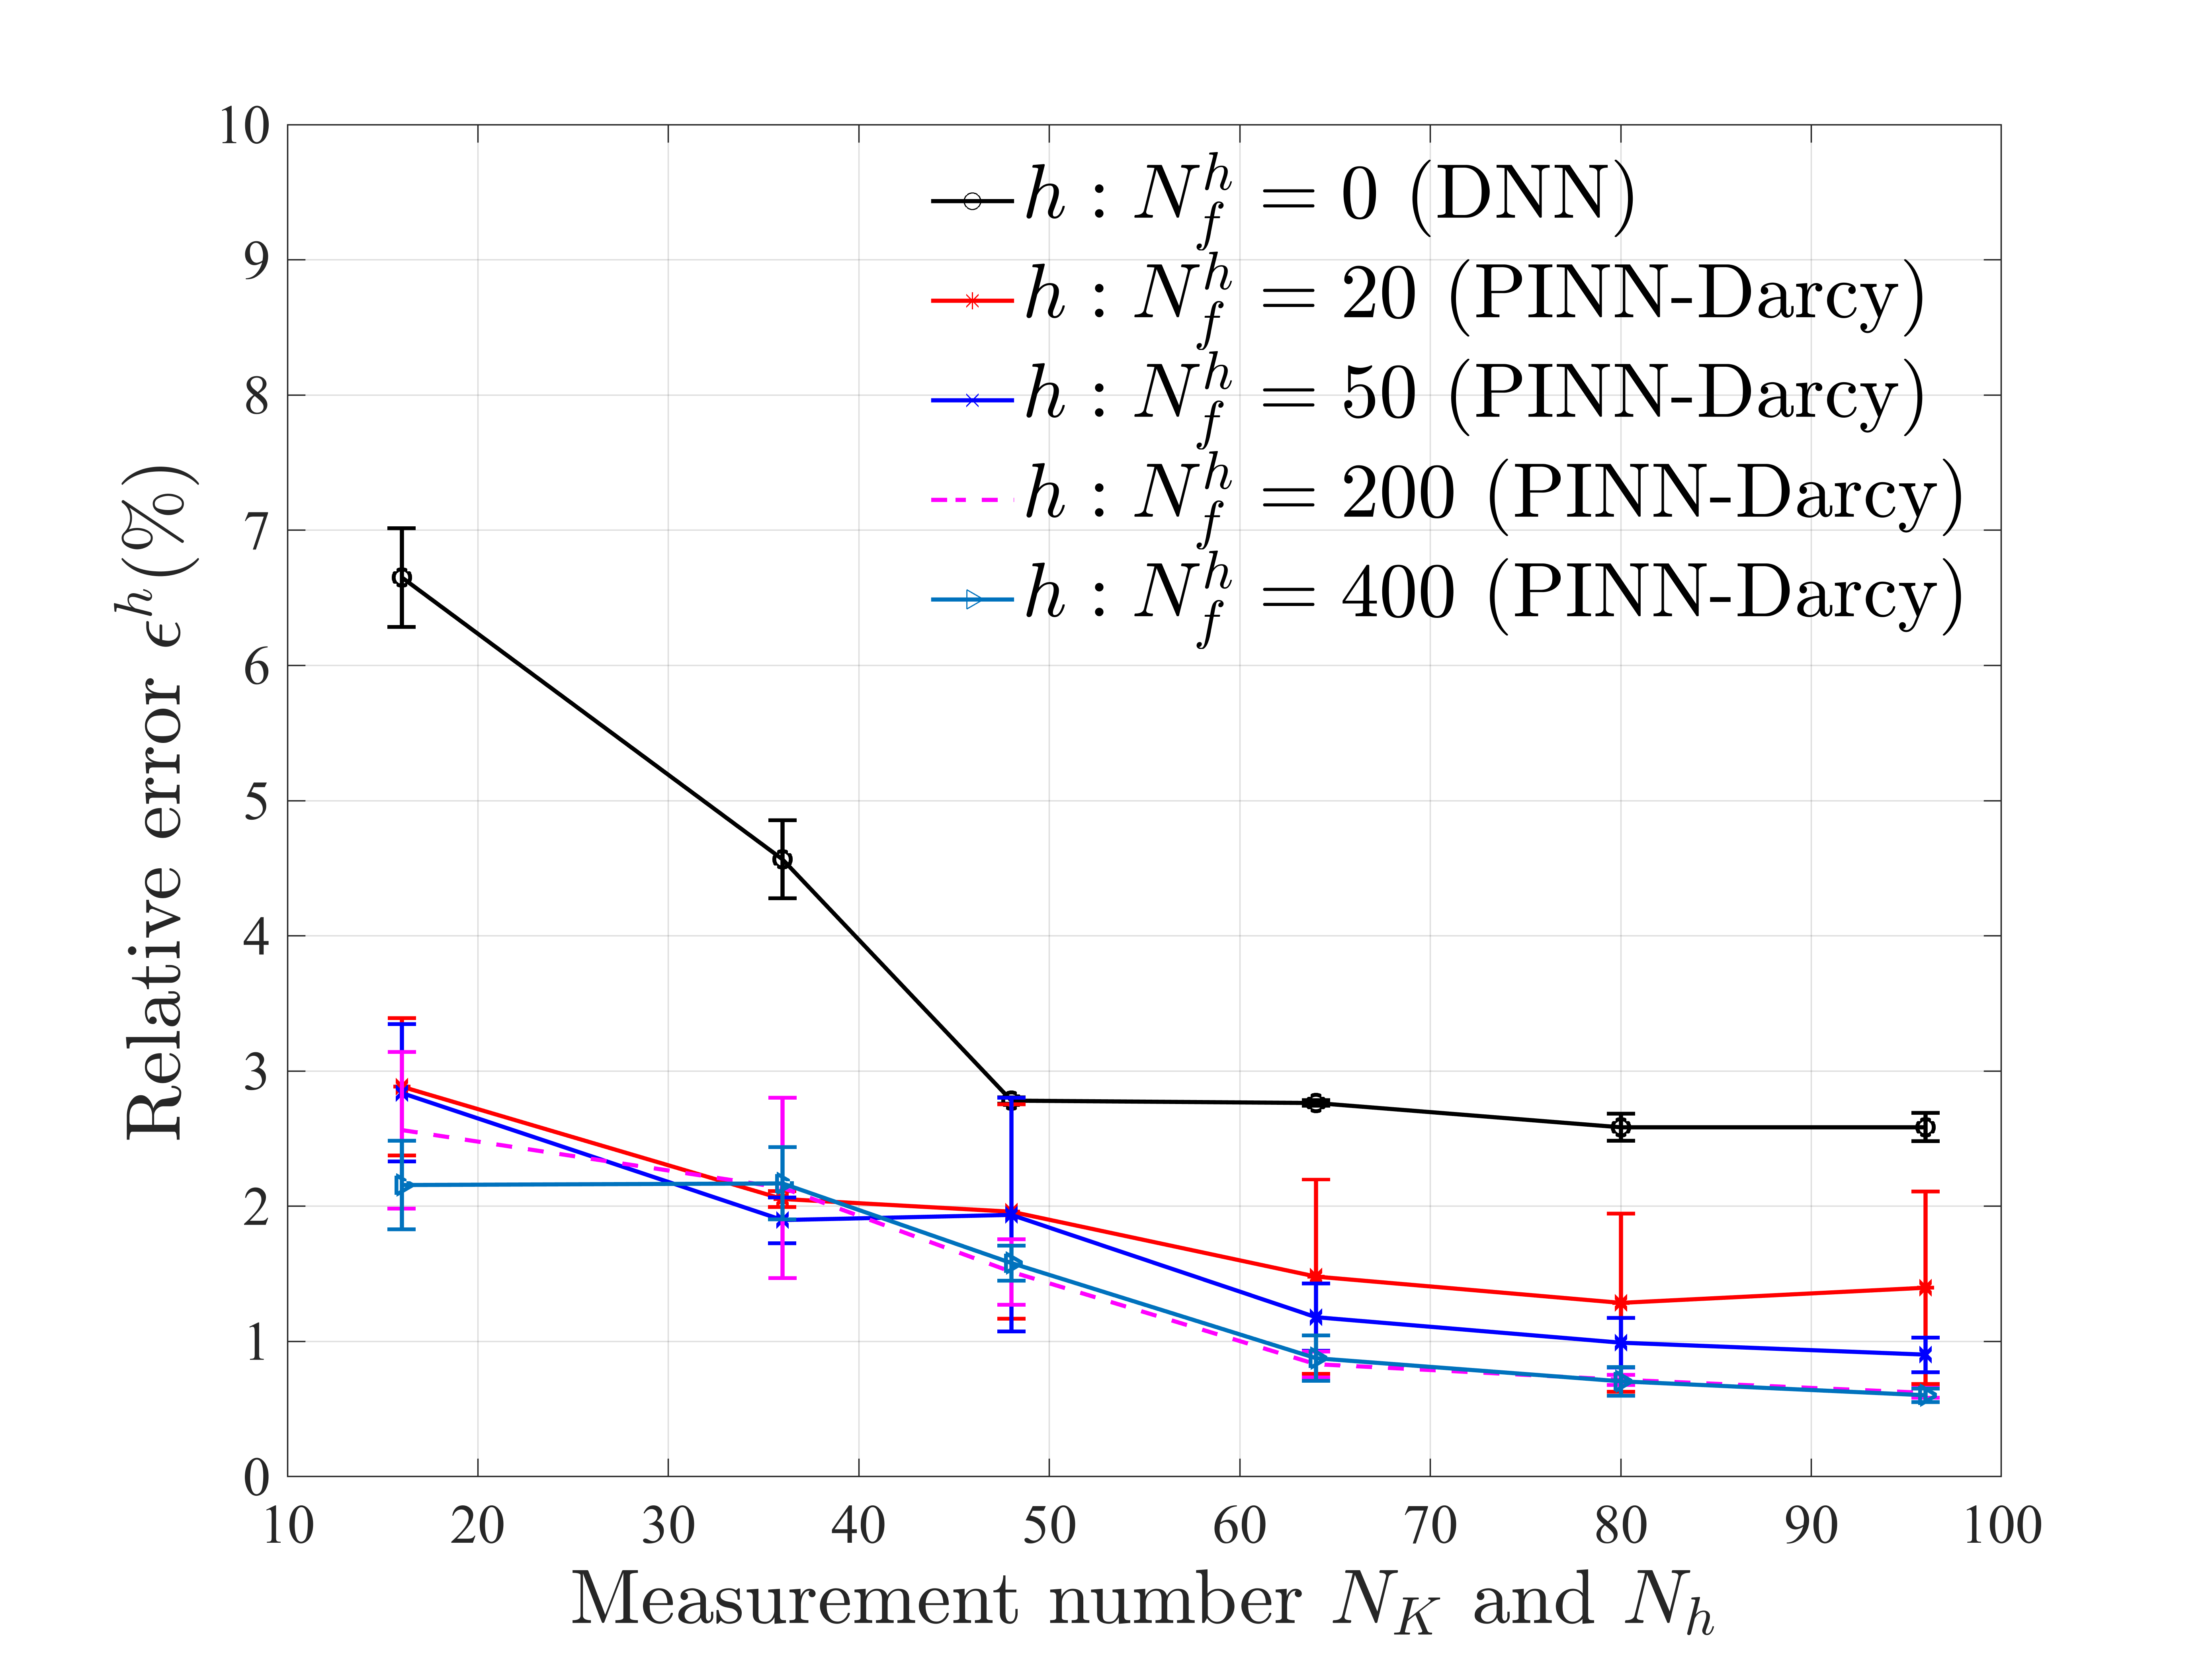 10
9
8
7
6
5
4
3
2
1
0
10 20 30 40 50 60 70 80 90 100
Relative error ϵ^h(%)
Measurement number N_K and N_h
h : N_f^h = 0 (DNN)
h : N_f^h = 20 (PINN-Darcy)
h : N_f^h = 50 (PINN-Darcy)
h : N_f^h = 200 (PINN-Darcy)
h : N_f^h = 400 (PINN-Darcy)